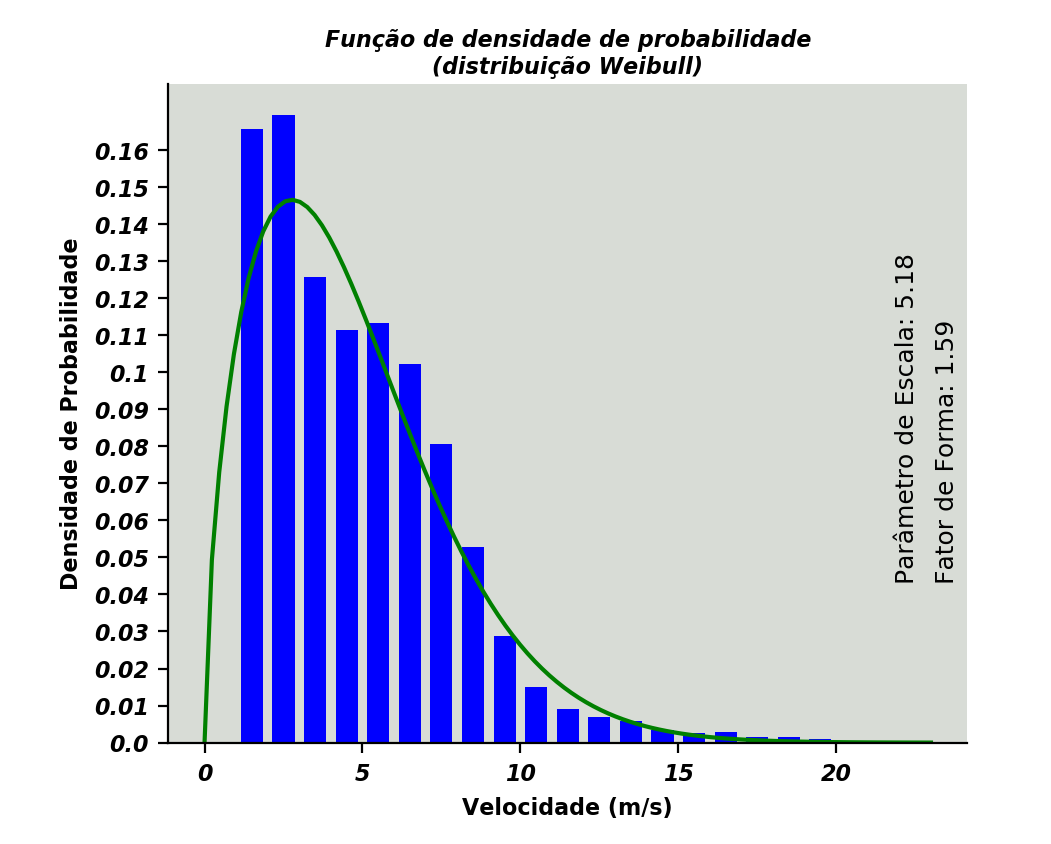 Função de densidade de probabilidade
(distribuição Weibull)
Densidade de Probabilidade
0.16
0.15
0.14
0.13
0.12
0.11
0.1
0.09
0.08
0.07
0.06
0.05
0.04
0.03
0.02
0.01
0.0
Parâmetro de Escala: 5.18
Fator de Forma: 1.59
0 5 10 15 20
Velocidade (m/s)